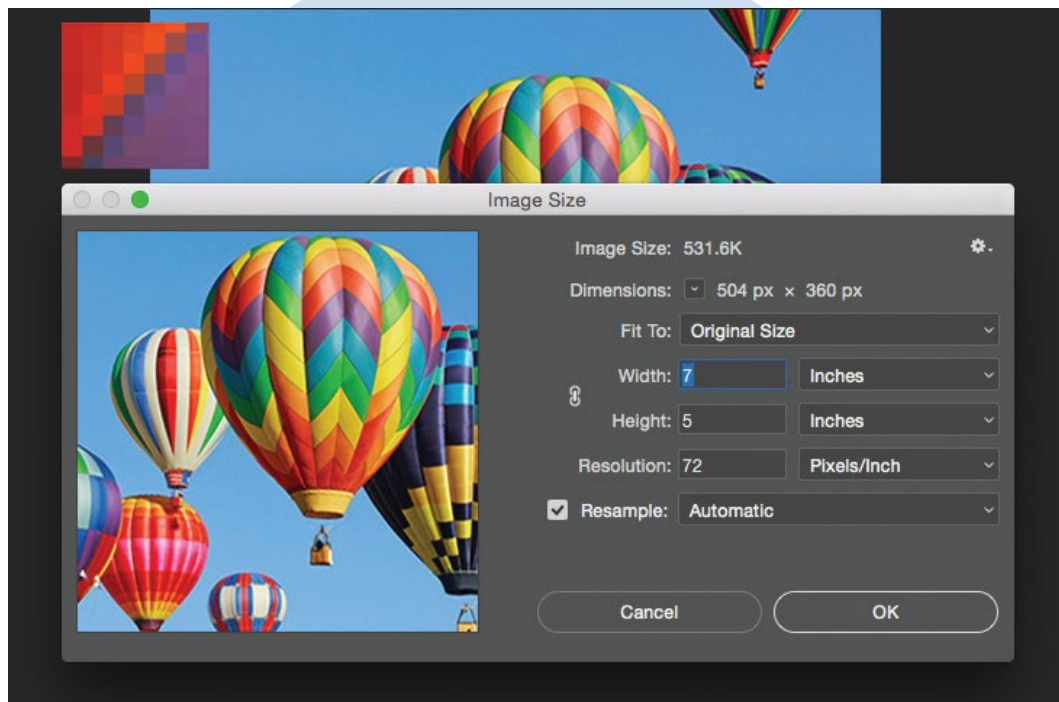 Image Size
Image Size: 531.6K
Dimensions: 504 px × 360 px
Fit To: Original Size
Width: 7 Inches
Height: 5 Inches
Resolution: 72 Pixels/Inch
Resample: Automatic
Cancel OK